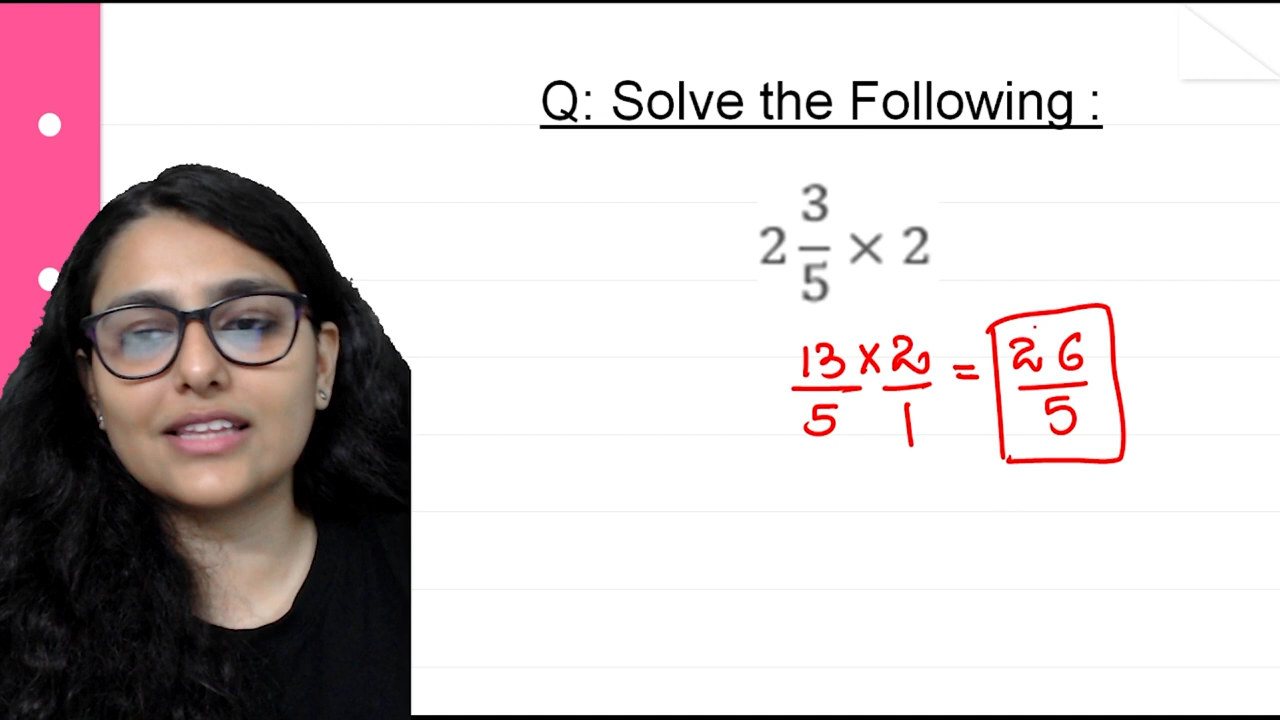 Q: Solve the Following :
2 3/5 × 2
13/5 × 2/1 = 26/5